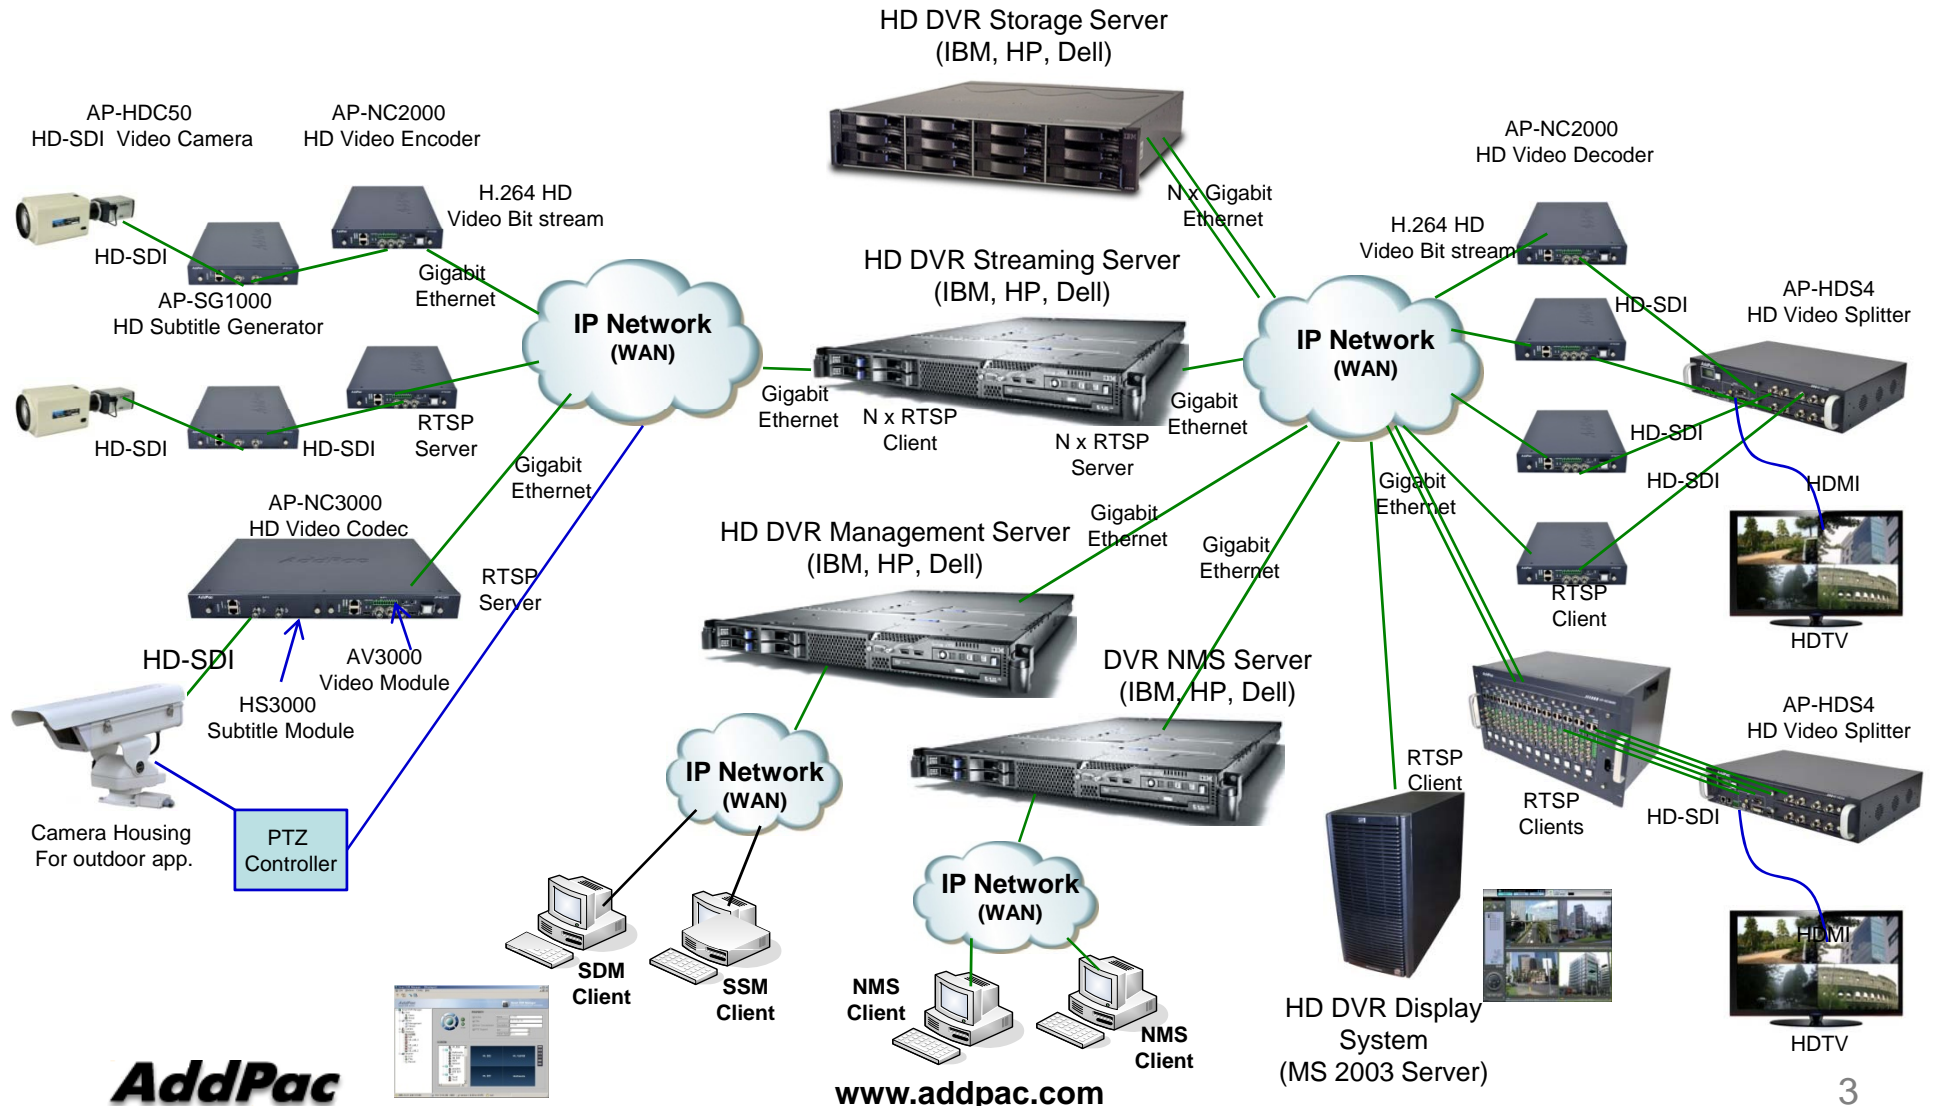 HD DVR Storage Server
(IBM, HP, Dell)
AP-HDC50
HD-SDI  Video Camera
AP-NC2000
HD Video Encoder
H.264 HD
Video Bit stream
HD-SDI
AP-SG1000
HD Subtitle Generator
Gigabit
Ethernet
IP Network
(WAN)
HD-SDI
HD-SDI
RTSP
Server
Gigabit
Ethernet
AP-NC3000
HD Video Codec
AddPac
RTSP
Server
HD-SDI
AV3000
Video Module
HS3000
Subtitle Module
Camera Housing
For outdoor app.
PTZ
Controller
HD DVR Streaming Server
(IBM, HP, Dell)
Gigabit
Ethernet
N x RTSP
Client
N x RTSP
Server
Gigabit
Ethernet
N x Gigabit
Ethernet
IP Network
(WAN)
HD DVR Management Server
(IBM, HP, Dell)
Gigabit
Ethernet
Gigabit
Ethernet
DVR NMS Server
(IBM, HP, Dell)
IP Network
(WAN)
SDM
Client
SSM
Client
IP Network
(WAN)
NMS
Client
NMS
Client
AP-NC2000
HD Video Decoder
H.264 HD
Video Bit stream
HD-SDI
AP-HDS4
HD Video Splitter
HD-SDI
HD-SDI
HDMI
Gigabit
Ethernet
RTSP
Client
HDTV
RTSP
Client
RTSP
Clients
HD-SDI
AP-HDS4
HD Video Splitter
HDMI
HDTV
HD DVR Display
System
(MS 2003 Server)
AddPac
www.addpac.com
3